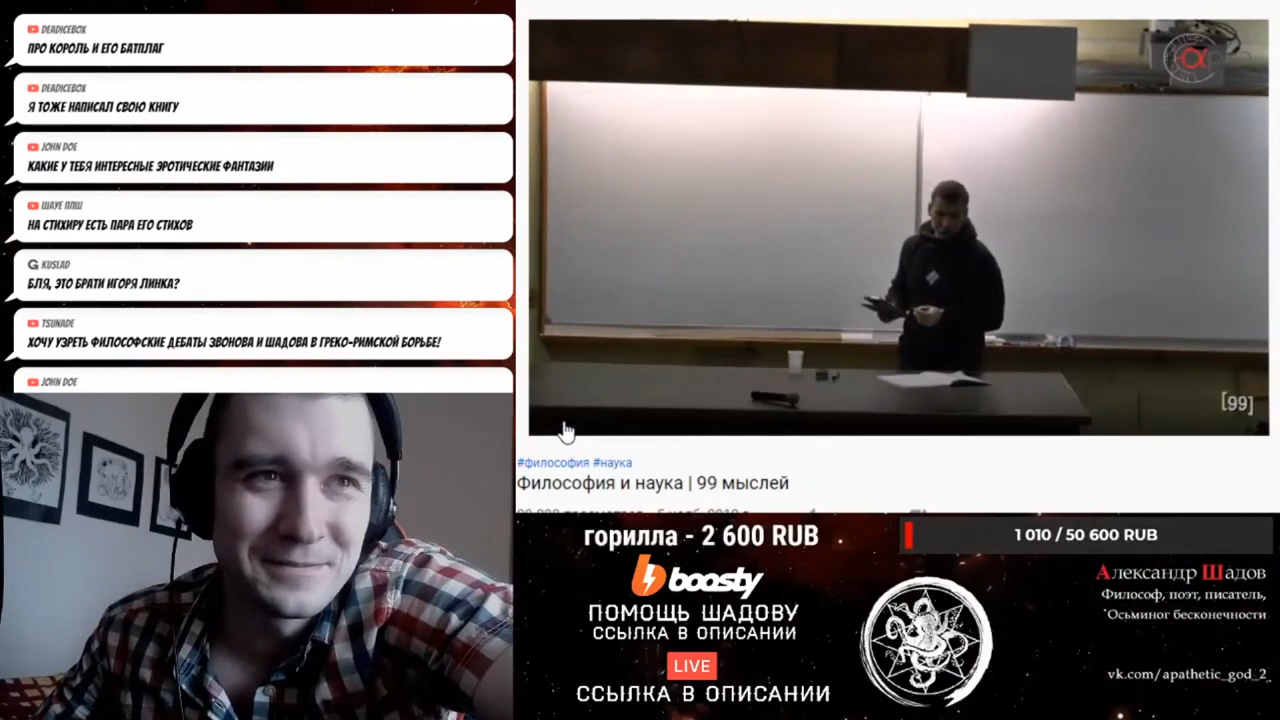 DEADICEBOX
ПРО КОРОЛЬ И ЕГО БАТПЛАГ
DEADICEBOX
Я ТОЖЕ НАПИСАЛ СВОЮ КНИГУ
JOHN DOE
КАКИЕ У ТЕБЯ ИНТЕРЕСНЫЕ ЭРОТИЧЕСКИЕ ФАНТАЗИИ
ШАУЕ ППШ
НА СТИХИРУ ЕСТЬ ПАРА ЕГО СТИХОВ
KUSLAD
БЛЯ, ЭТО БРАТИ ИГОРЯ ЛИНКА?
TSUNADE
ХОЧУ УЗРЕТЬ ФИЛОСОФСКИЕ ДЕБАТЫ ЗВОНОВА И ШАДОВА В ГРЕКО-РИМСКОЙ БОРЬБЕ!
JOHN DOE
[99]
#философия #наука
Философия и наука | 99 мыслей
горилла - 2 600 RUB
boosty
ПОМОЩЬ ШАДОВУ
ССЫЛКА В ОПИСАНИИ
LIVE
ССЫЛКА В ОПИСАНИИ
1 010 / 50 600 RUB
Александр Шадов
Философ, поэт, писатель,
Осьминог бесконечности
vk.com/apathetic_god_2